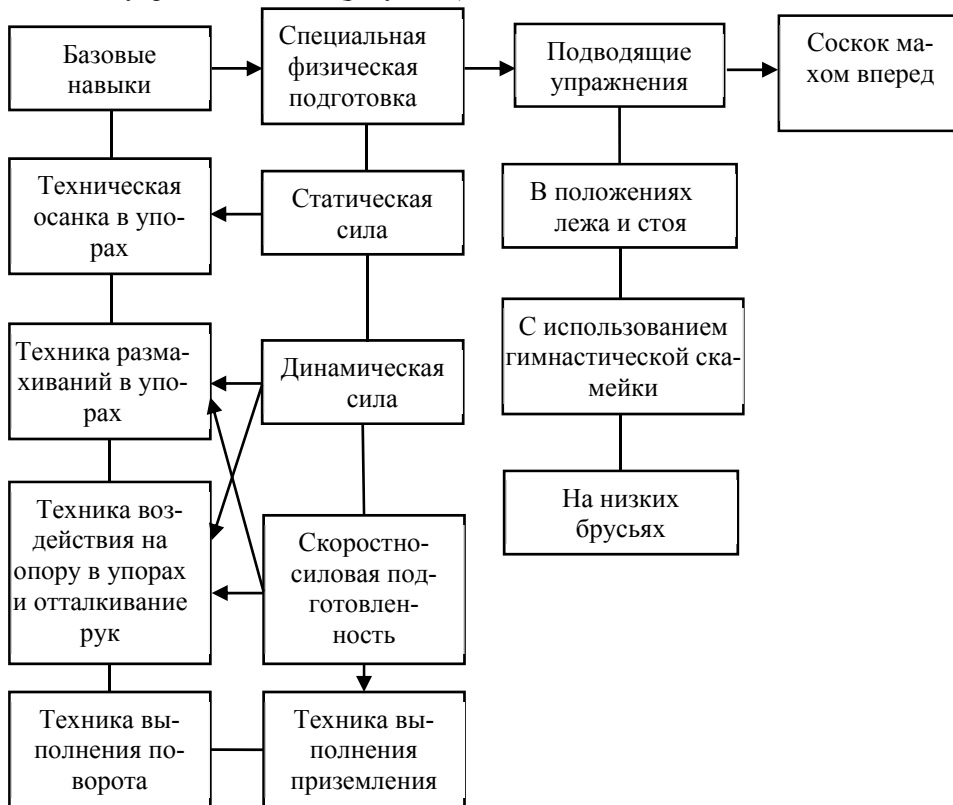 Базовые
навыки
Специальная
физическая
подготовка
Подводящие
упражнения
Соскок ма-
хом вперед
Техническая
осанка в упо-
рах
Статическая
сила
В положениях
лежа и стоя
Техника разма-
хиваний в упо-
рах
Динамическая
сила
С использованием
гимнастической ска-
мейки
Техника воз-
действия на
опору в упорах
и отталкивание
рук
Скоростно-
силовая под-
готовлен-
ность
На низких
брусьях
Техника вы-
полнения по-
ворота
Техника вы-
полнения
приземления